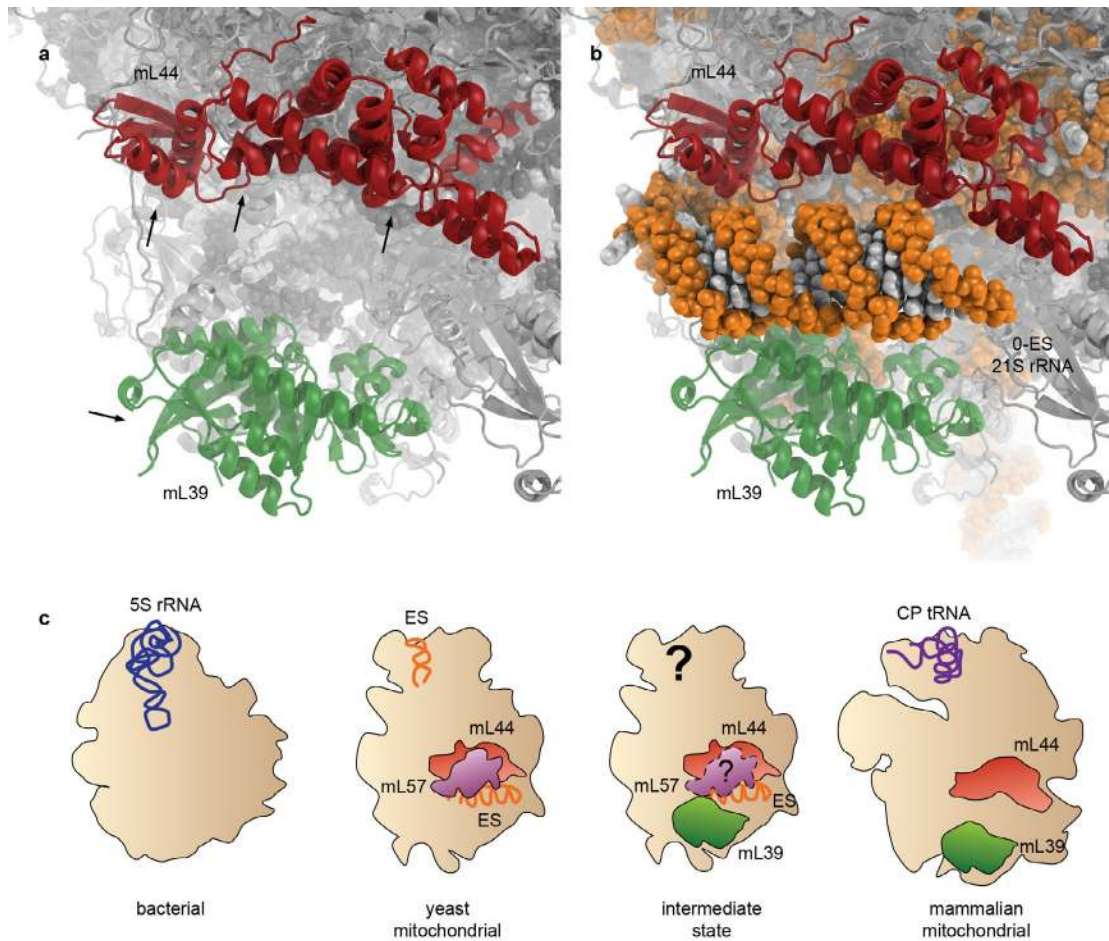 a
mL44
mL39
b
mL44
0-ES
21S rRNA
mL39
c
5S rRNA
bacterial
ES
mL44
mL57
ES
yeast
mitochondrial
?
mL44
?
mL57
ES
mL39
intermediate
state
CP tRNA
mL44
mL39
mammalian
mitochondrial